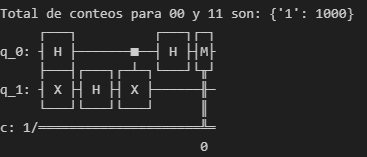 Total de conteos para 00 y 11 son: {'1': 1000}
H H M
q_0:
X H X
q_1:
c: 1/
0